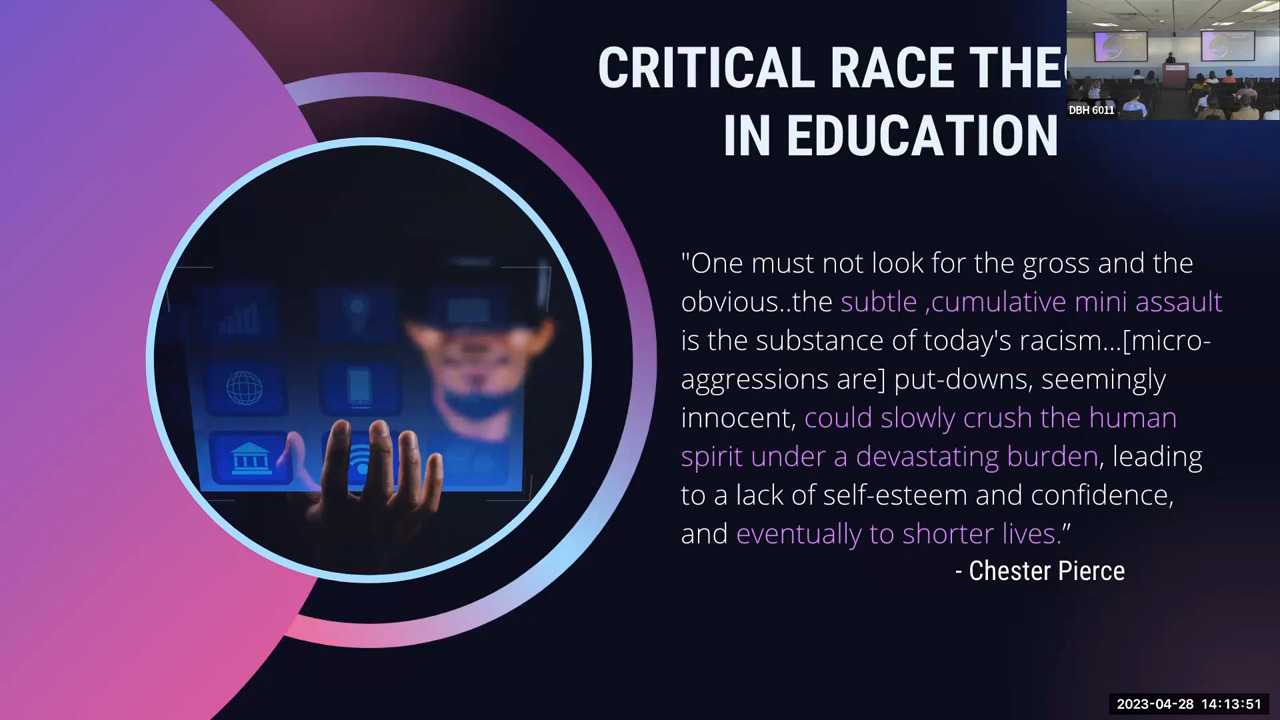 CRITICAL RACE THE
IN EDUCATION
DBH 6011
"One must not look for the gross and the
obvious..the subtle ,cumulative mini assault
is the substance of today's racism...[micro-
aggressions are] put-downs, seemingly
innocent, could slowly crush the human
spirit under a devastating burden, leading
to a lack of self-esteem and confidence,
and eventually to shorter lives.”
- Chester Pierce
2023-04-28 14:13:51